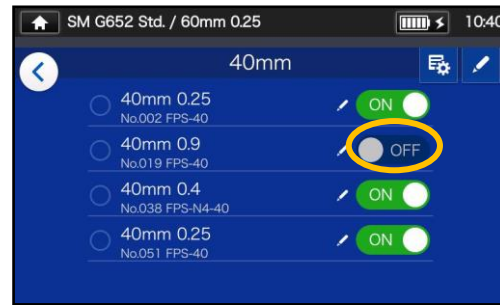 SM G652 Std. / 60mm 0.25
10:40
40mm
40mm 0.25
ON
No.002 FPS-40
40mm 0.9
OFF
No.019 FPS-40
40mm 0.4
ON
No.038 FPS-N4-40
40mm 0.25
ON
No.051 FPS-40